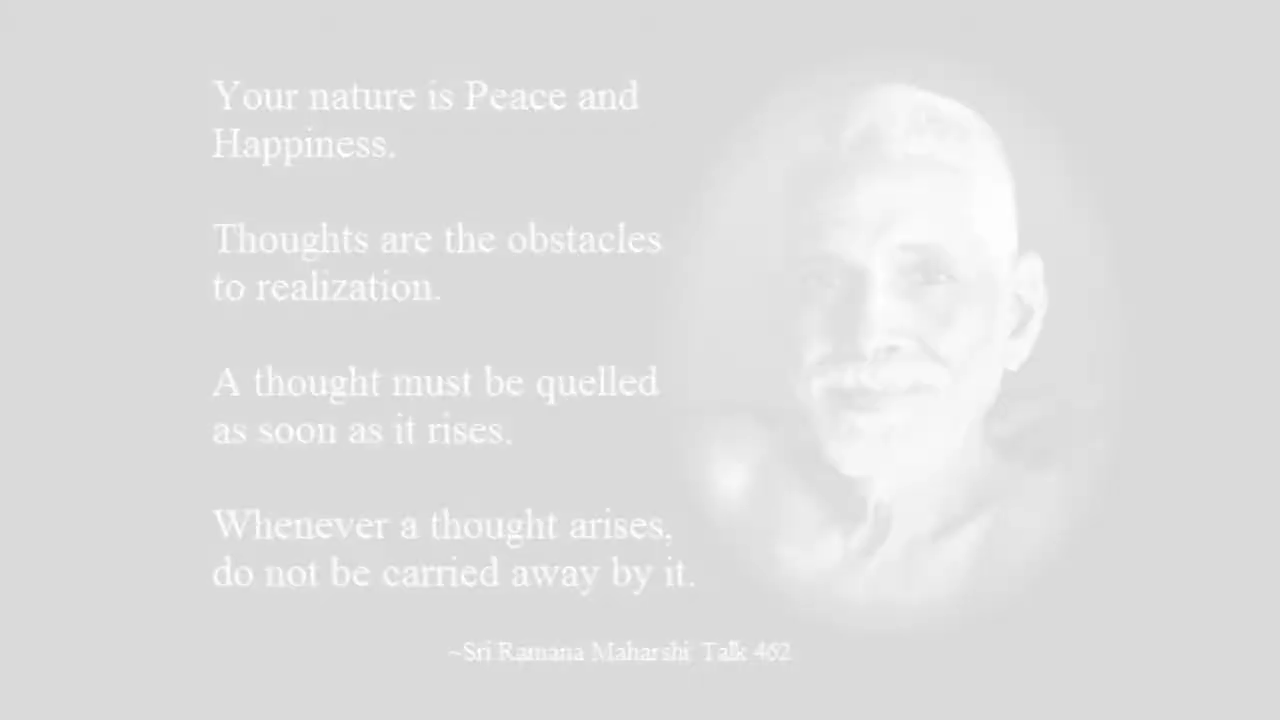 Your nature is Peace and
Happiness.
Thoughts are the obstacles
to realization.
A thought must be quelled
as soon as it rises.
Whenever a thought arises,
do not be carried away by it.
~Sri Ramana Maharshi Talk 462